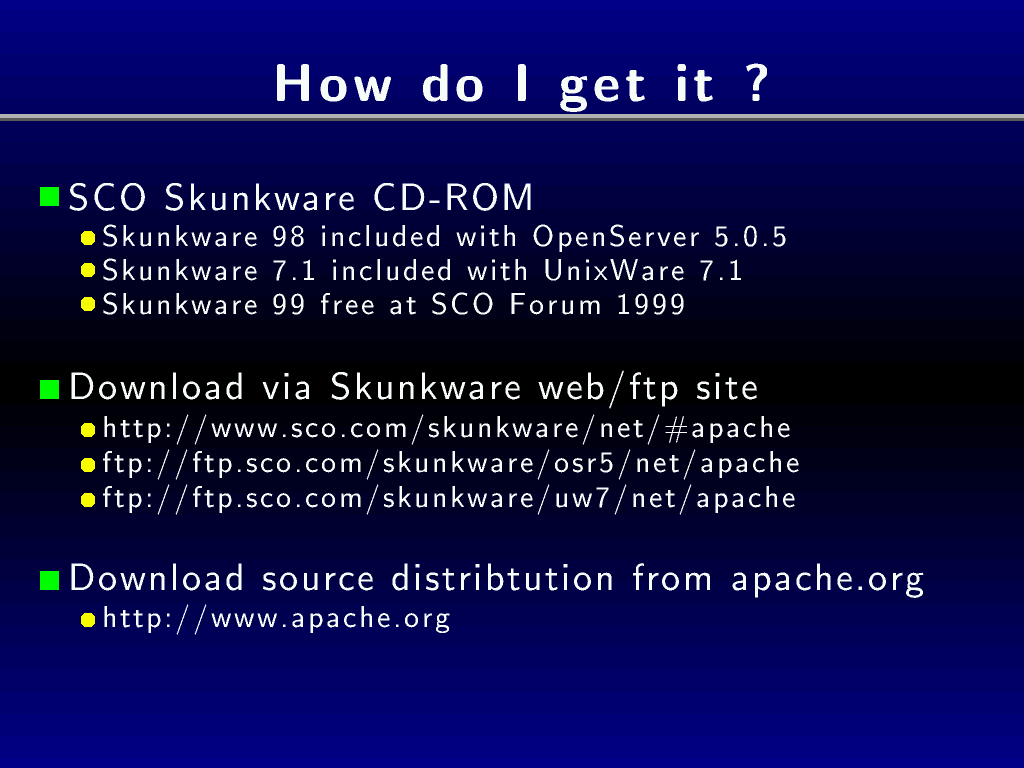 How do I get it ?
SCO Skunkware CD-ROM
Skunkware 98 included with OpenServer 5.0.5
Skunkware 7.1 included with UnixWare 7.1
Skunkware 99 free at SCO Forum 1999
Download via Skunkware web/ftp site
http://www.sco.com/skunkware/net/#apache
ftp://ftp.sco.com/skunkware/osr5/net/apache
ftp://ftp.sco.com/skunkware/uw7/net/apache
Download source distribtution from apache.org
http://www.apache.org